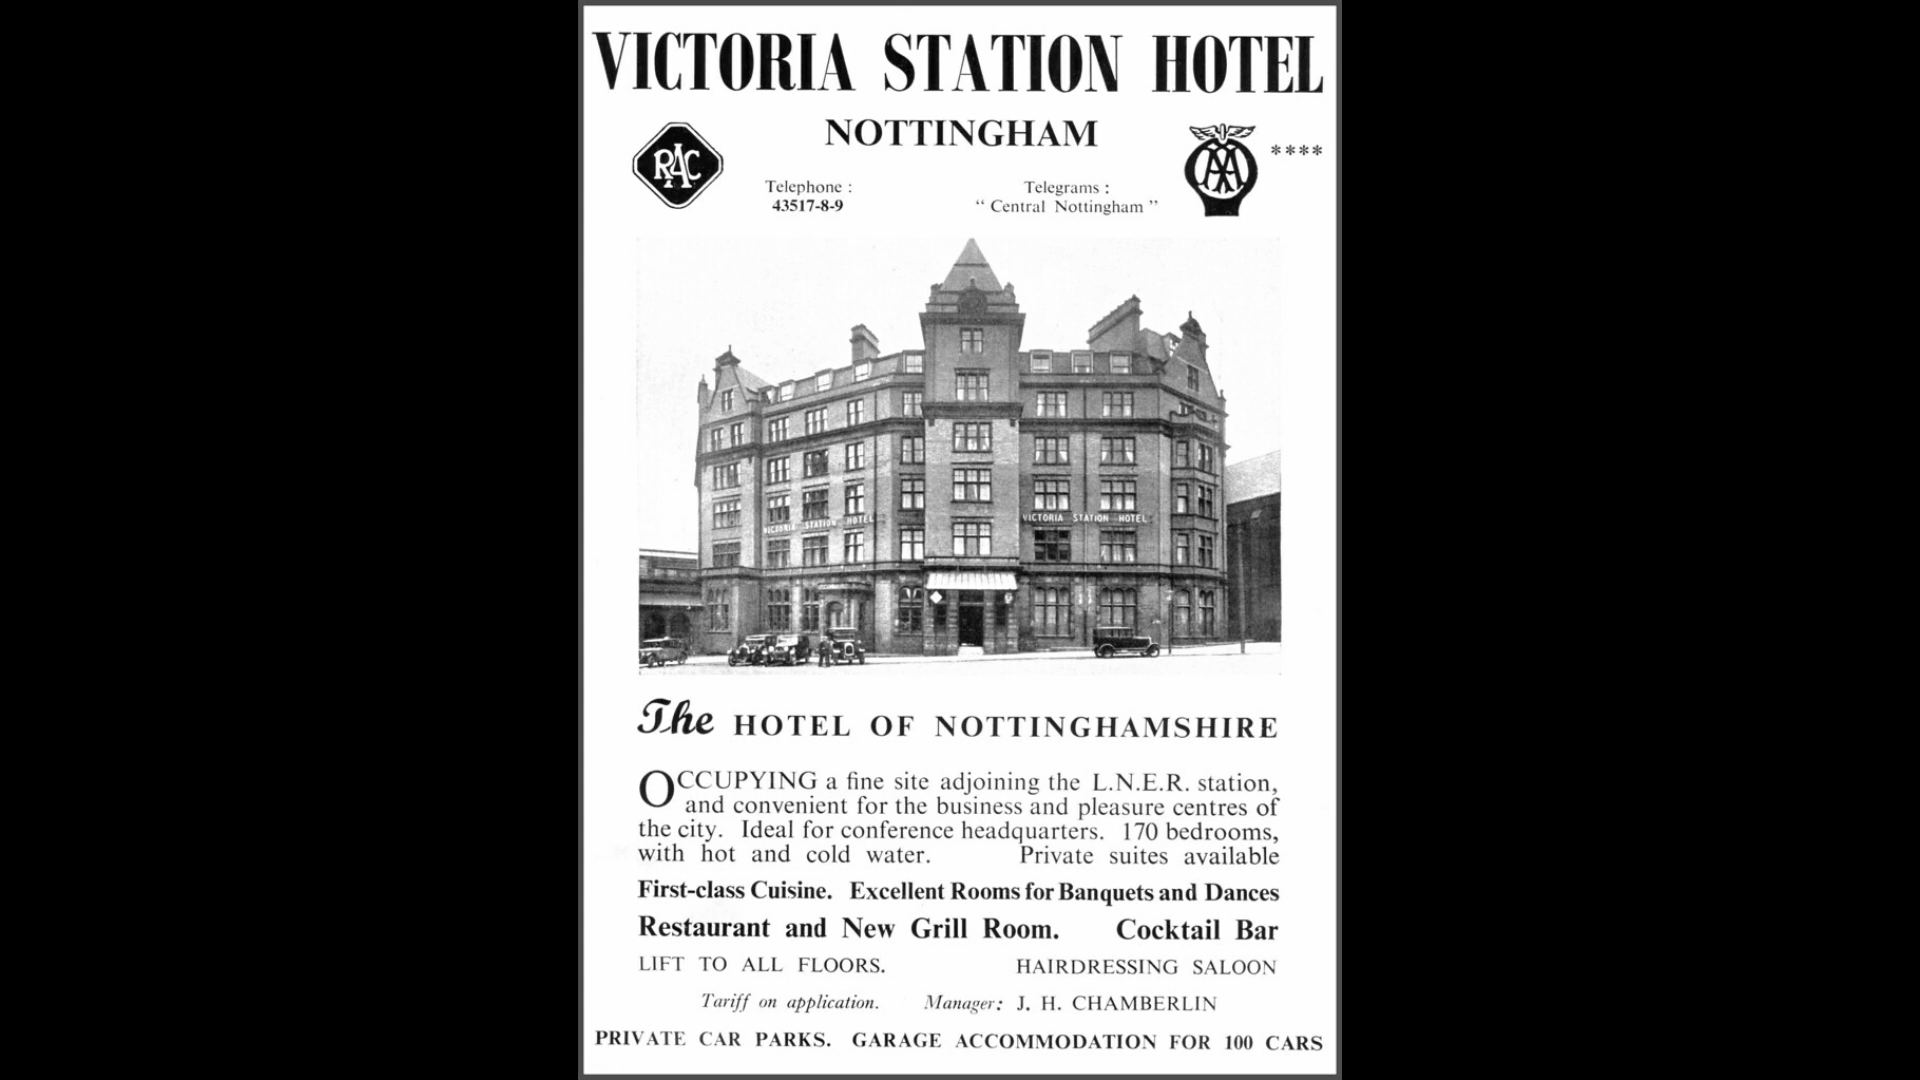 VICTORIA STATION HOTEL
NOTTINGHAM
RAC
AA
****
Telephone :
43517-8-9
Telegrams :
“ Central Nottingham ”
VICTORIA STATION HOTEL
VICTORIA STATION HOTEL
The HOTEL OF NOTTINGHAMSHIRE
OCCUPYING a fine site adjoining the L.N.E.R. station,
and convenient for the business and pleasure centres of
the city. Ideal for conference headquarters. 170 bedrooms,
with hot and cold water. Private suites available
First-class Cuisine. Excellent Rooms for Banquets and Dances
Restaurant and New Grill Room. Cocktail Bar
LIFT TO ALL FLOORS. HAIRDRESSING SALOON
Tariff on application. Manager: J. H. CHAMBERLIN
PRIVATE CAR PARKS. GARAGE ACCOMMODATION FOR 100 CARS